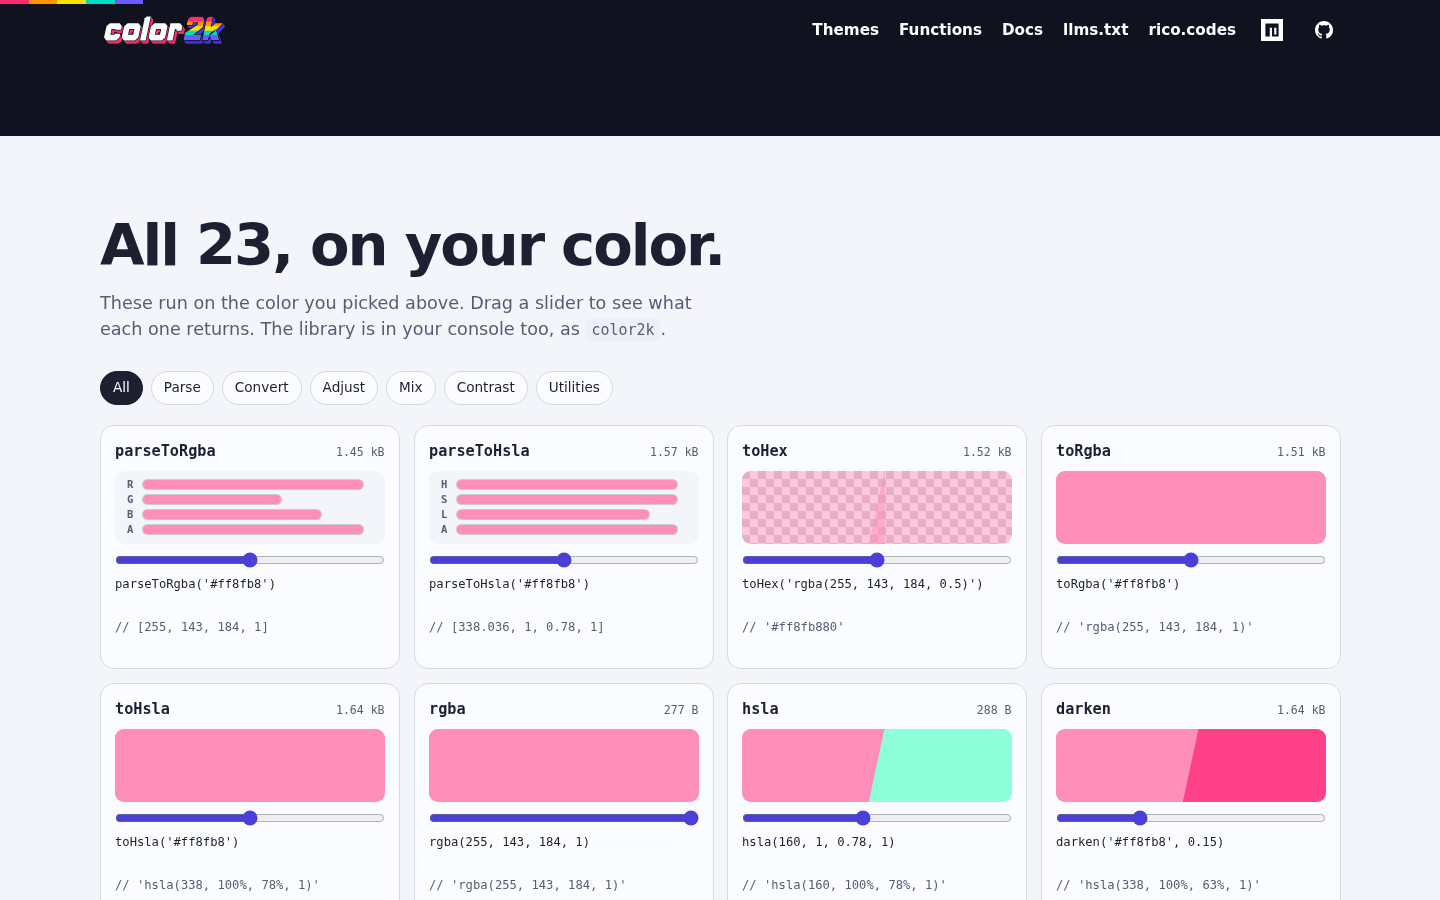 color2k
Themes Functions Docs llms.txt rico.codes
All 23, on your color.
These run on the color you picked above. Drag a slider to see what
each one returns. The library is in your console too, as color2k.
All Parse Convert Adjust Mix Contrast Utilities
parseToRgba 1.45 kB
R
G
B
A
parseToRgba('#ff8fb8')
// [255, 143, 184, 1]
parseToHsla 1.57 kB
H
S
L
A
parseToHsla('#ff8fb8')
// [338.036, 1, 0.78, 1]
toHex 1.52 kB
toHex('rgba(255, 143, 184, 0.5)')
// '#ff8fb880'
toRgba 1.51 kB
toRgba('#ff8fb8')
// 'rgba(255, 143, 184, 1)'
toHsla 1.64 kB
toHsla('#ff8fb8')
// 'hsla(338, 100%, 78%, 1)'
rgba 277 B
rgba(255, 143, 184, 1)
// 'rgba(255, 143, 184, 1)'
hsla 288 B
hsla(160, 1, 0.78, 1)
// 'hsla(160, 100%, 78%, 1)'
darken 1.64 kB
darken('#ff8fb8', 0.15)
// 'hsla(338, 100%, 63%, 1)'